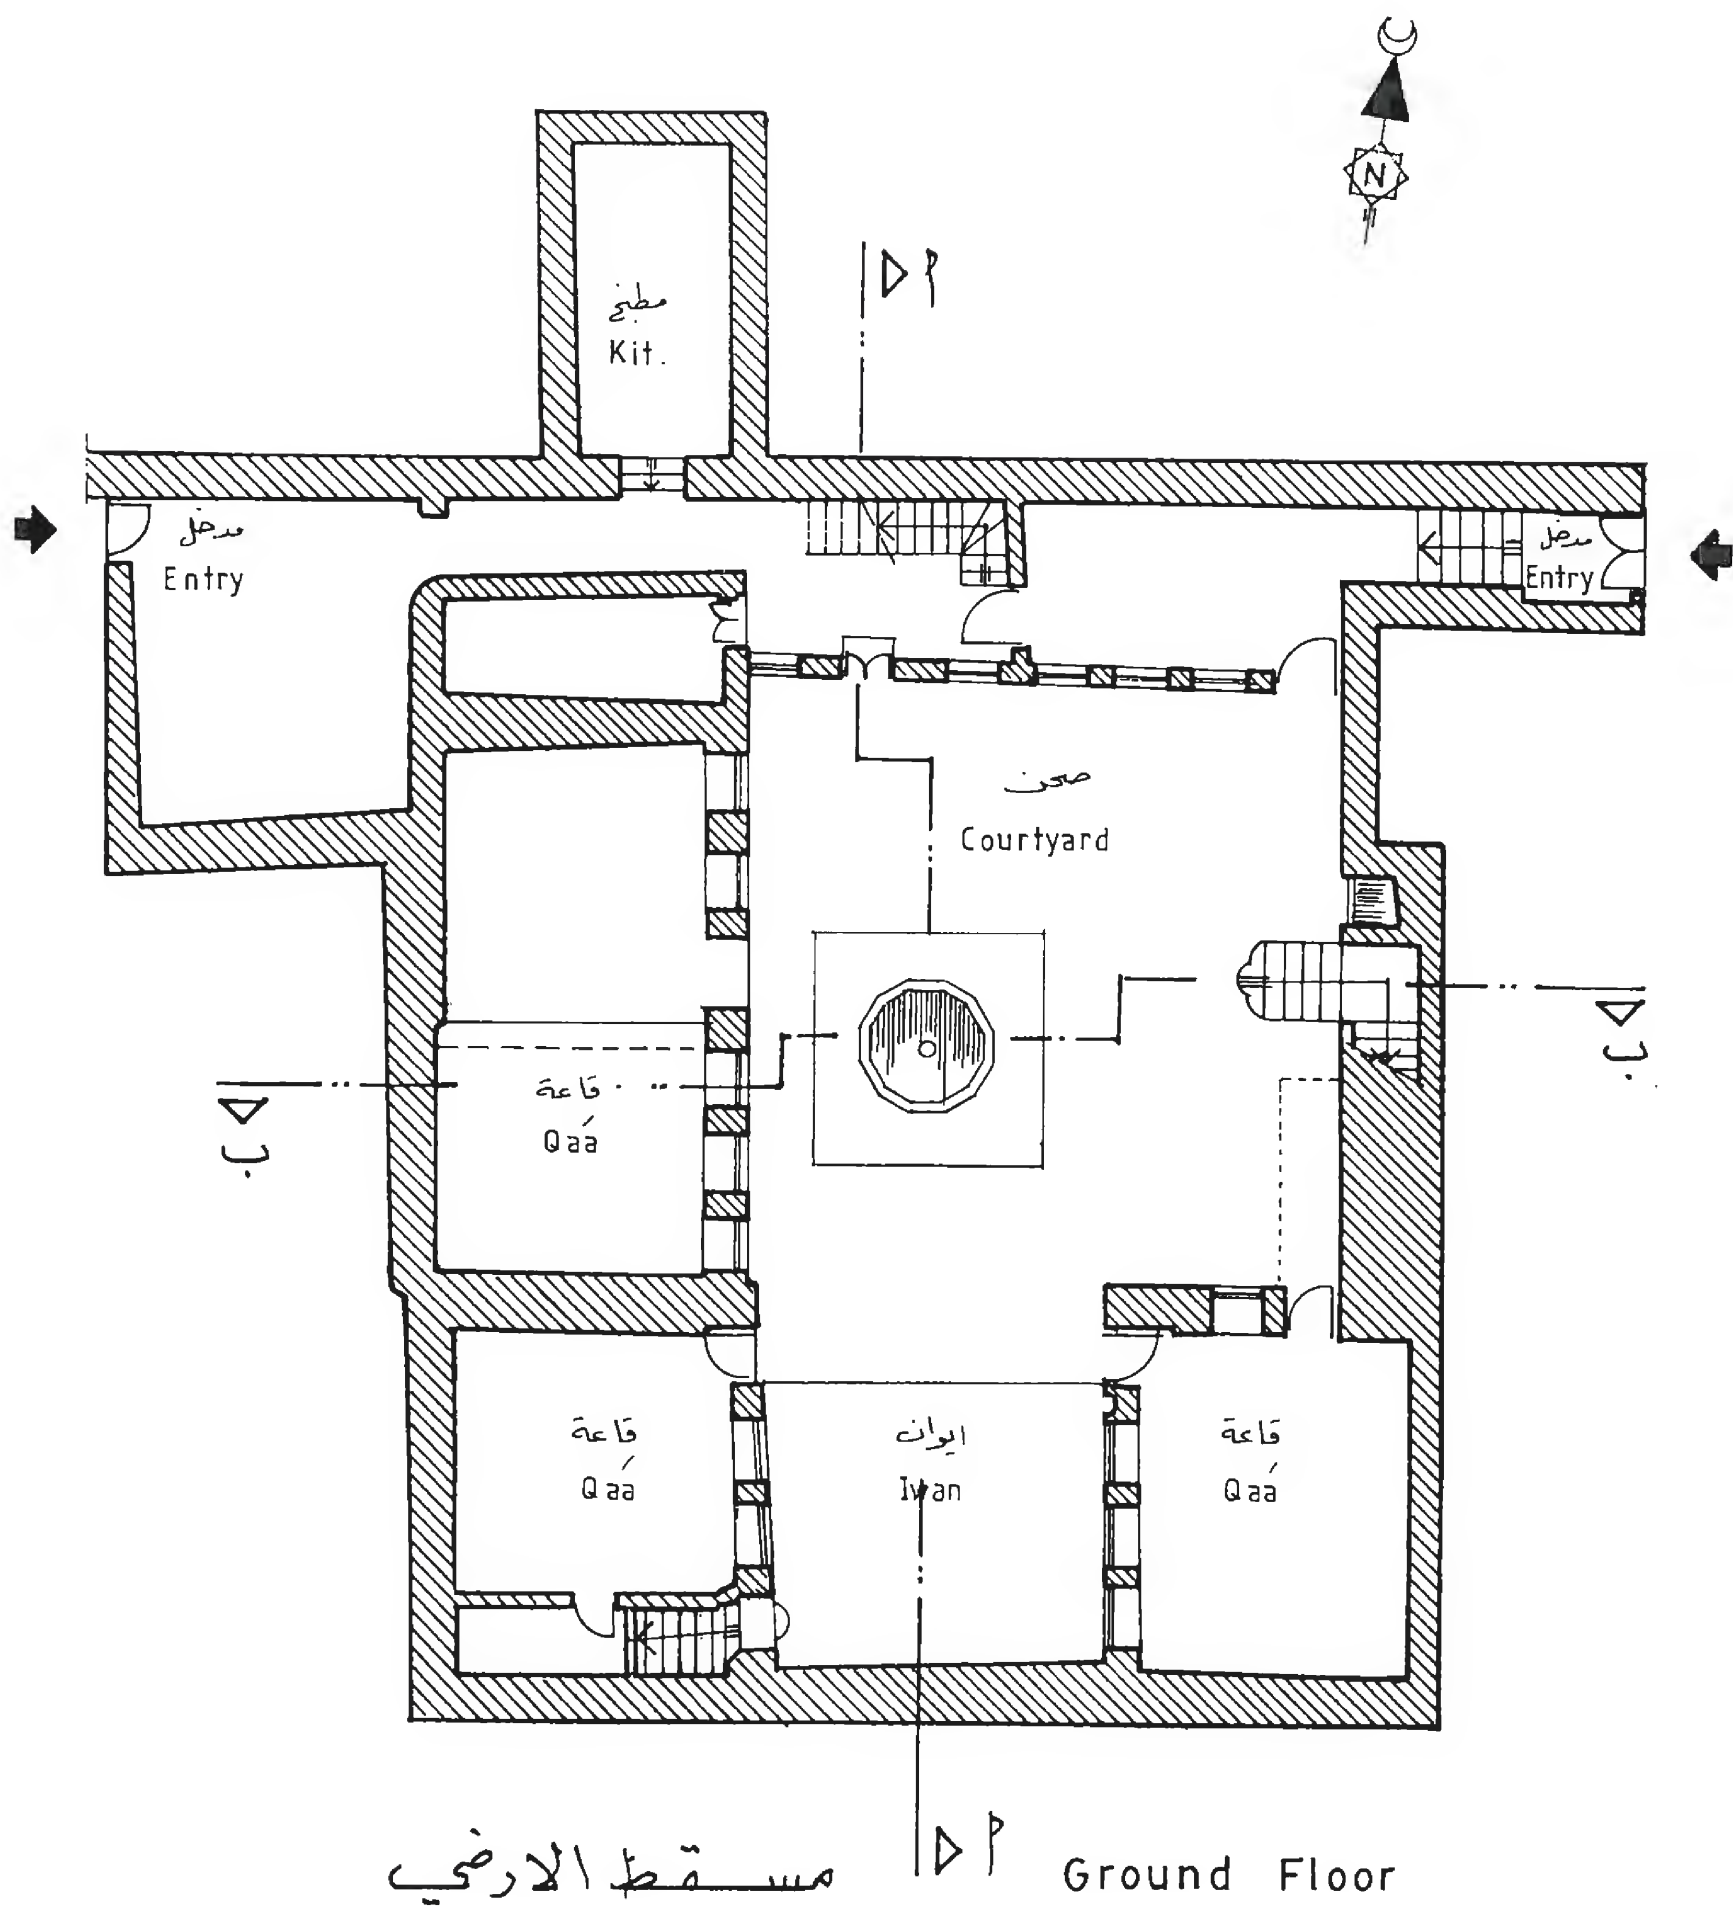 N
م
مطبخ
Kit.
مدخل
Entry
مدخل
Entry
صحن
Courtyard
ب
ب
قاعة
Qaá
قاعة
Qaá
ايوان
Iwan
قاعة
Qaá
م
مسقط الارضي
Ground Floor